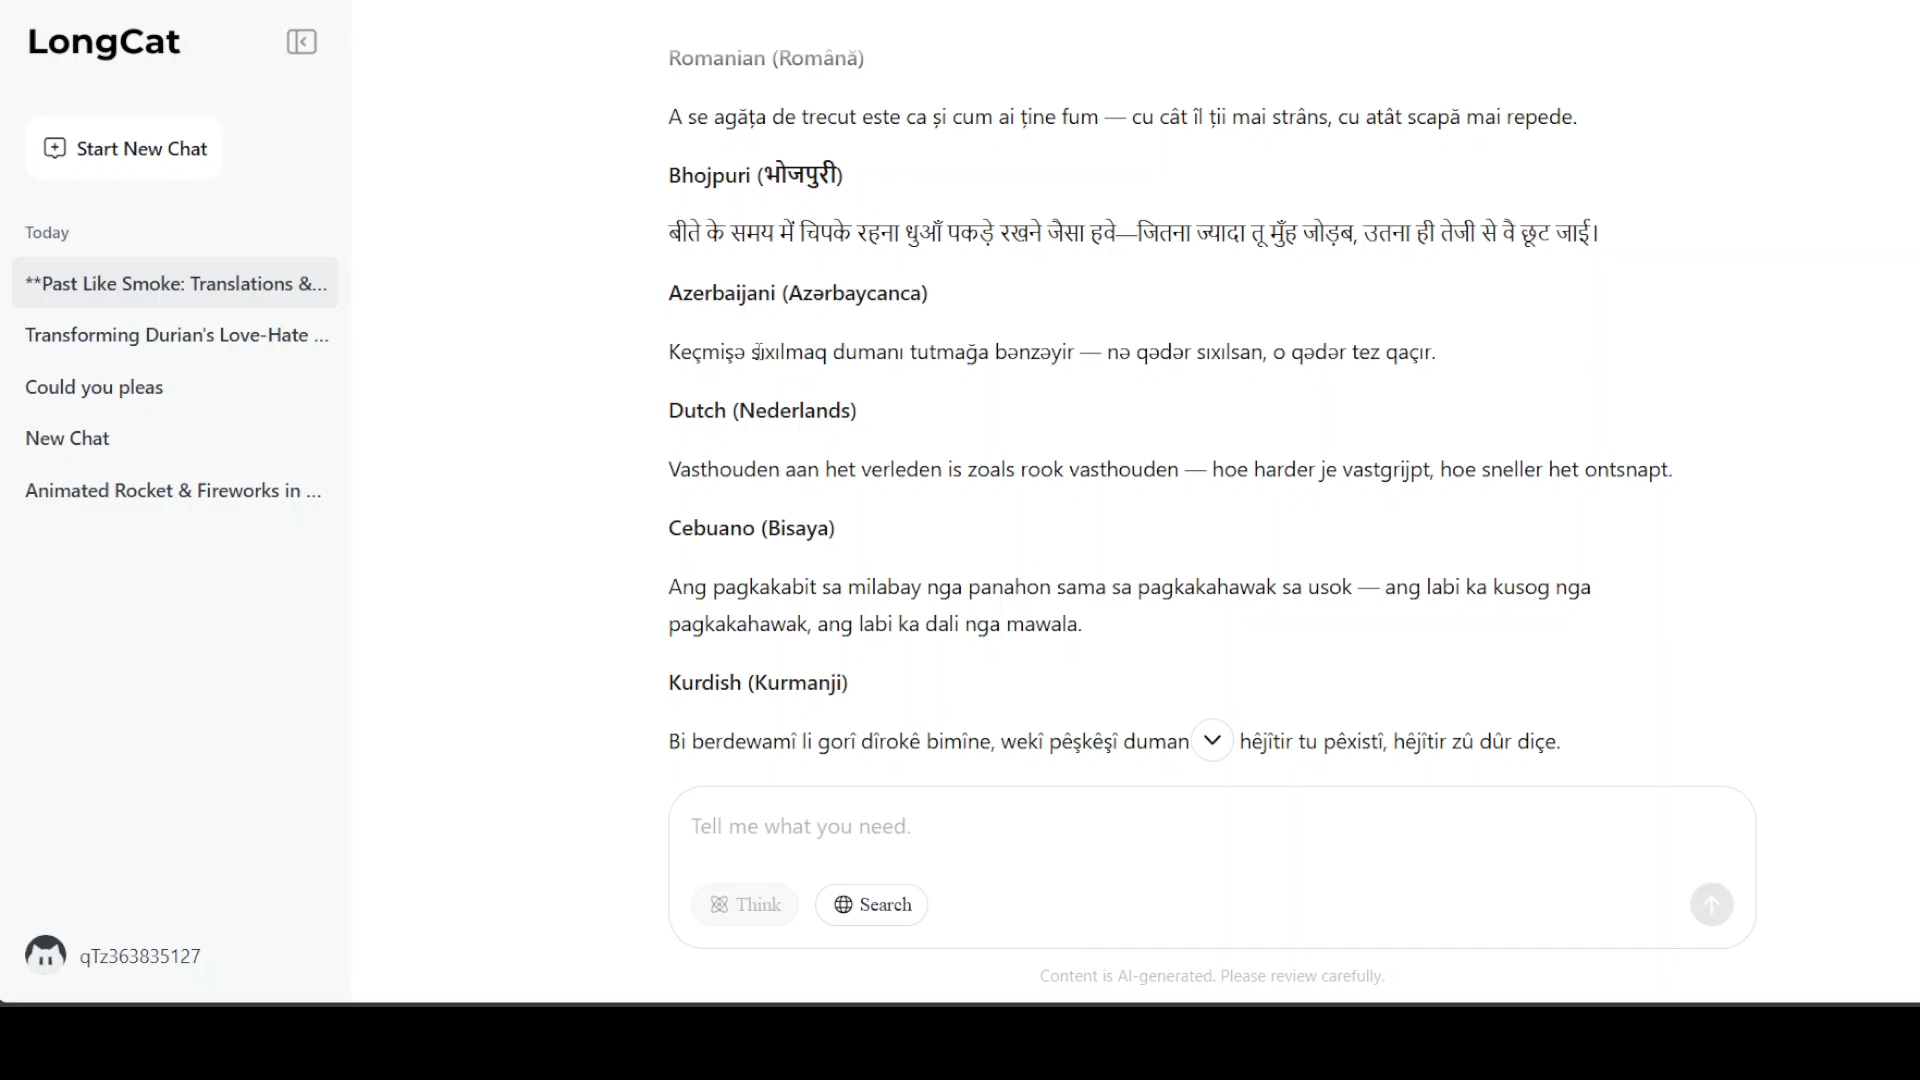 LongCat
Start New Chat
Today
**Past Like Smoke: Translations &...
Transforming Durian's Love-Hate ...
Could you pleas
New Chat
Animated Rocket & Fireworks in ...
qTz363835127
Romanian (Română)
A se agăța de trecut este ca și cum ai ține fum — cu cât îl ții mai strâns, cu atât scapă mai repede.
Bhojpuri (भोजपुरी)
बीते के समय में चिपके रहना धुआँ पकड़े रखने जैसा हवे—जितना ज्यादा तू मुँह जोड़ब, उतना ही तेजी से वै छूट जाई।
Azerbaijani (Azərbaycanca)
Keçmişə sıxılmaq dumanı tutmağa bənzəyir — nə qədər sıxılsan, o qədər tez qaçır.
Dutch (Nederlands)
Vasthouden aan het verleden is zoals rook vasthouden — hoe harder je vastgrijpt, hoe sneller het ontsnapt.
Cebuano (Bisaya)
Ang pagkakabit sa milabay nga panahon sama sa pagkakahawak sa usok — ang labi ka kusog nga
pagkakahawak, ang labi ka dali nga mawala.
Kurdish (Kurmanji)
Bi berdewamî li gorî dîrokê bimîne, wekî pêşkêşî duman hêjîtir tu pêxistî, hêjîtir zû dûr diçe.
Tell me what you need.
Think
Search
Content is AI-generated. Please review carefully.